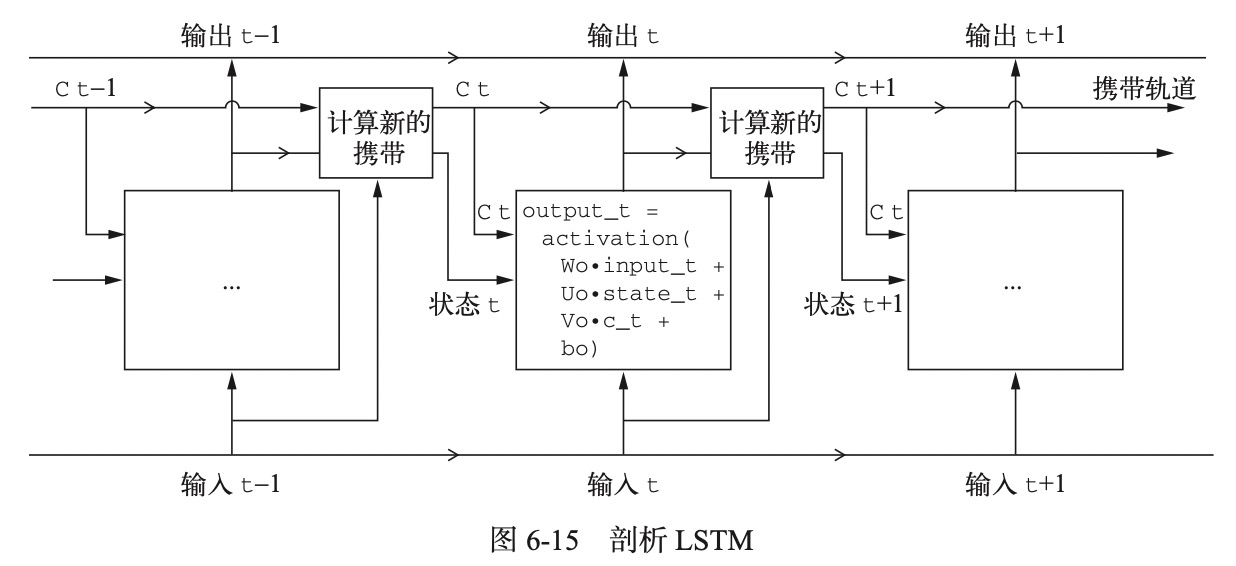 输出 t−1
输出 t
输出 t+1
C t−1
C t
C t+1
携带轨道
计算新的
携带
计算新的
携带
C t
C t
output_t =
activation(
Wo•input_t +
Uo•state_t +
Vo•c_t +
bo)
...
...
状态 t
状态 t+1
输入 t−1
输入 t
输入 t+1
图 6-15 剖析 LSTM